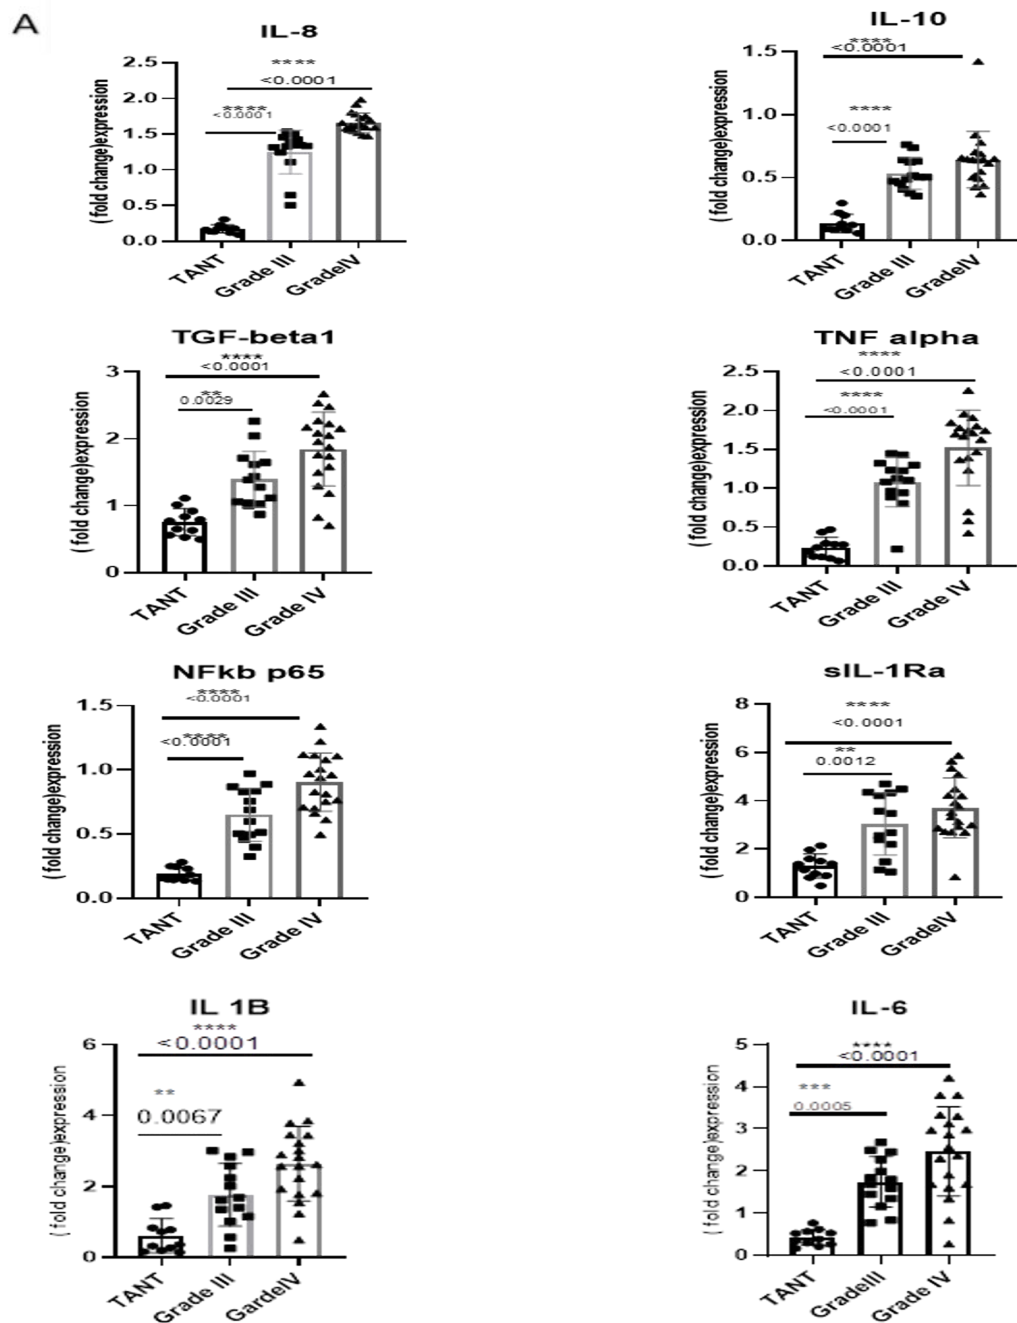 A
IL-8
(fold change)expression
2.5
2.0
1.5
1.0
0.5
0.0
****
<0.0001
****
<0.0001
TANT
Grade III
GradeIV
IL-10
(fold change)expression
1.5
1.0
0.5
0.0
****
<0.0001
****
<0.0001
TANT
Grade III
GradeIV
TGF-beta1
(fold change)expression
3
2
1
0
****
<0.0001
**
0.0029
TANT
Grade III
Grade IV
TNF alpha
(fold change)expression
2.5
2.0
1.5
1.0
0.5
0.0
****
<0.0001
****
<0.0001
TANT
Grade III
Grade IV
NFkb p65
(fold change)expression
1.5
1.0
0.5
0.0
****
<0.0001
****
<0.0001
TANT
Grade III
Grade IV
sIL-1Ra
(fold change)expression
8
6
4
2
0
****
<0.0001
**
0.0012
TANT
Grade III
GradeIV
IL 1B
(fold change)expression
6
4
2
0
****
<0.0001
**
0.0067
TANT
Grade III
GardeIV
IL-6
(fold change)expression
5
4
3
2
1
0
****
<0.0001
***
0.0005
TANT
GradeIII
Grade IV